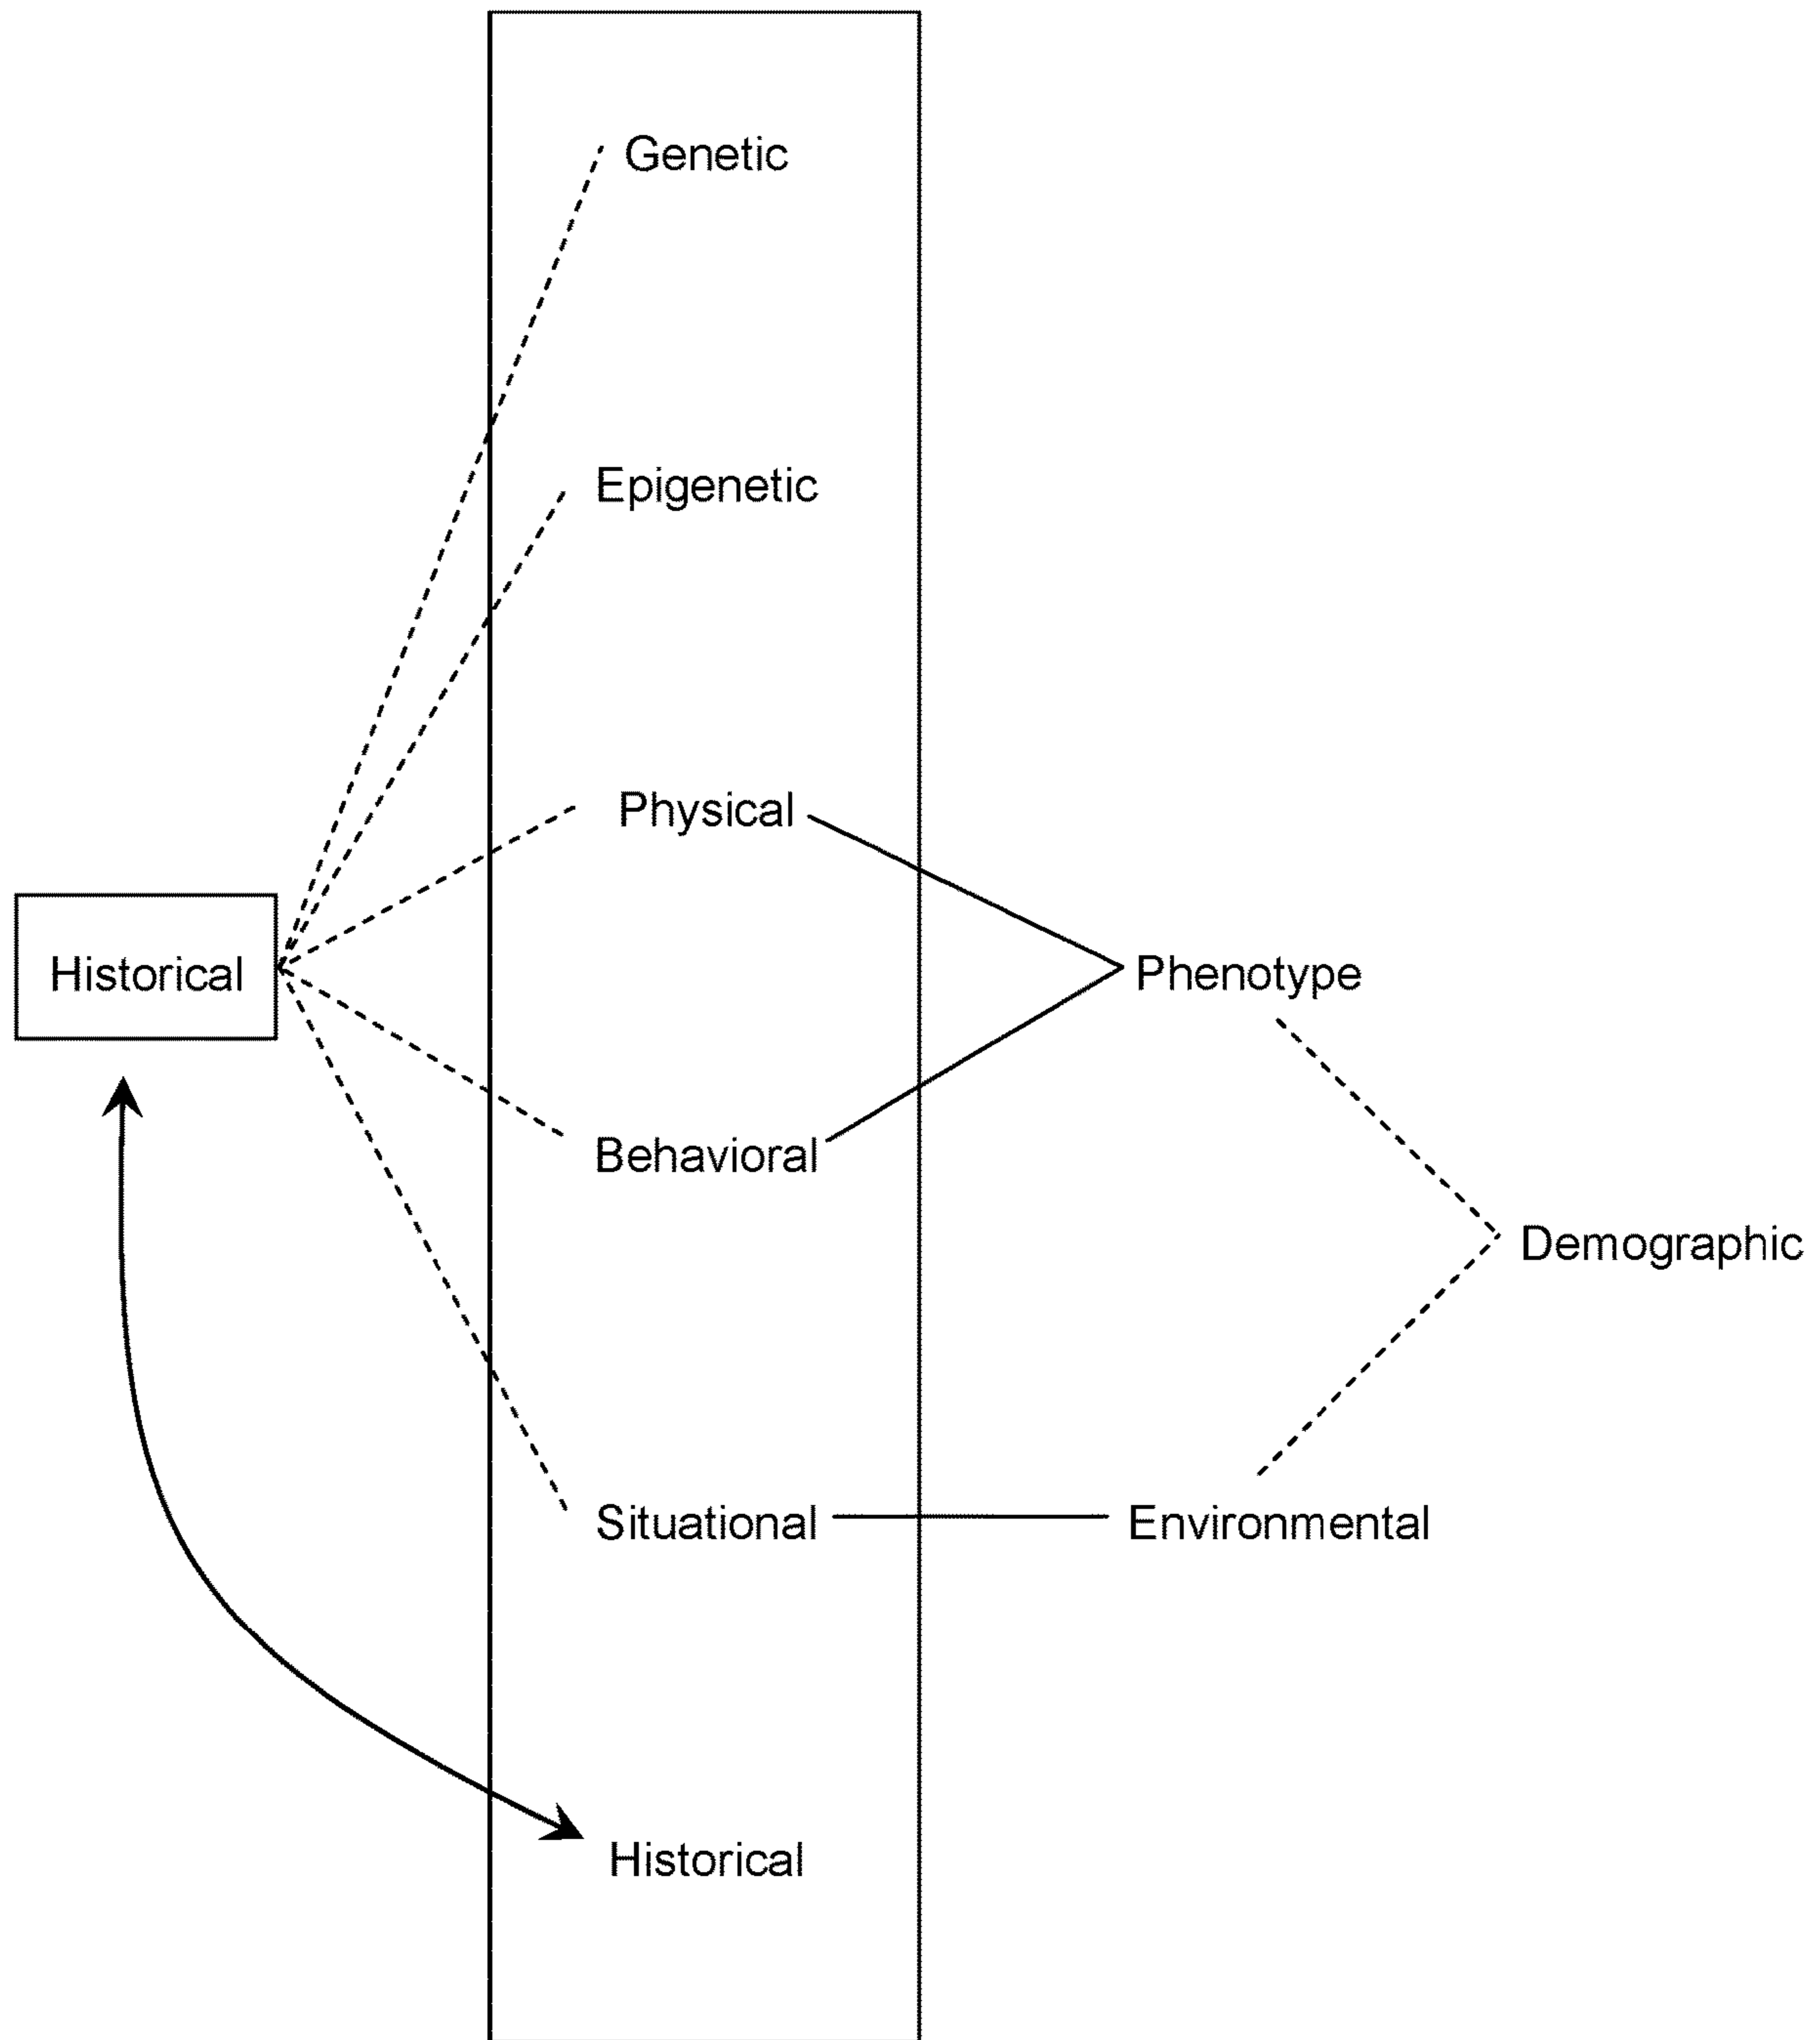 Genetic
Epigenetic
Physical
Historical
Phenotype
Behavioral
Demographic
Situational
Environmental
Historical